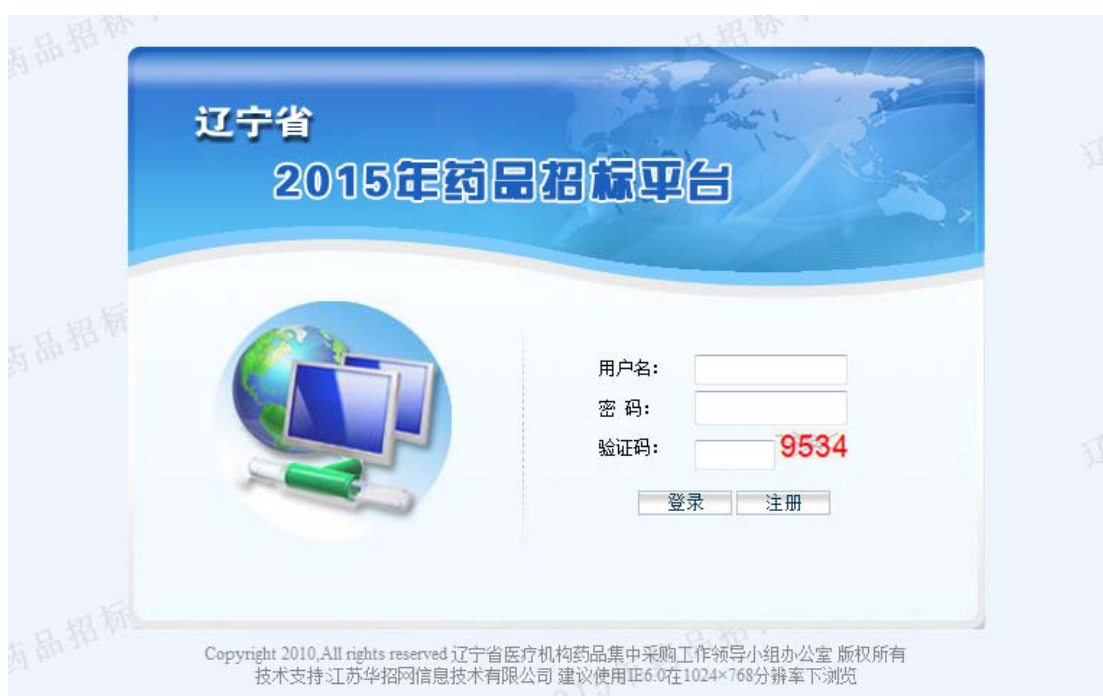 辽宁省
2015年药品招标平台
用户名:
密 码:
验证码: 9534
登录 注册
Copyright 2010,All rights reserved 辽宁省医疗机构药品集中采购工作领导小组办公室 版权所有
技术支持:江苏华招网信息技术有限公司 建议使用IE6.0在1024×768分辨率下浏览